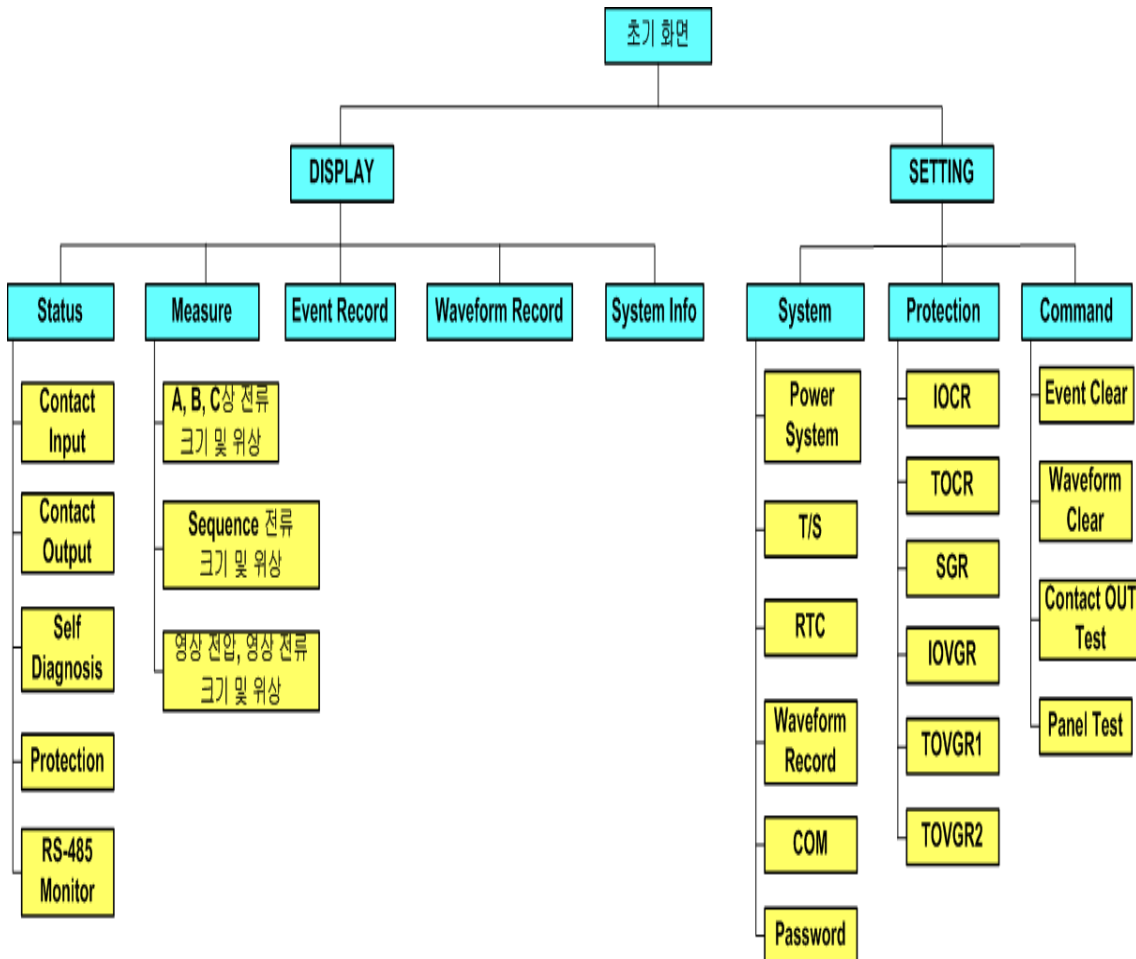 초기 화면
DISPLAY
SETTING
Status
Measure
Event Record
Waveform Record
System Info
System
Protection
Command
Contact
Input
Contact
Output
Self
Diagnosis
Protection
RS-485
Monitor
A, B, C상 전류
크기 및 위상
Sequence 전류
크기 및 위상
영상 전압, 영상 전류
크기 및 위상
Power
System
T/S
RTC
Waveform
Record
COM
Password
IOCR
TOCR
SGR
IOVGR
TOVGR1
TOVGR2
Event Clear
Waveform
Clear
Contact OUT
Test
Panel Test